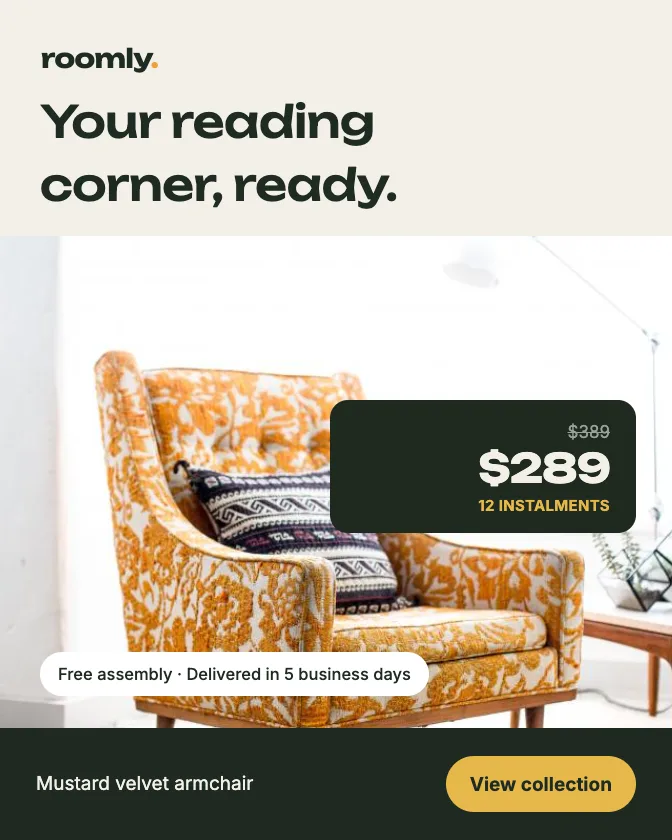 roomly.
Your reading
corner, ready.
$389
$289
12 INSTALMENTS
Free assembly · Delivered in 5 business days
Mustard velvet armchair
View collection